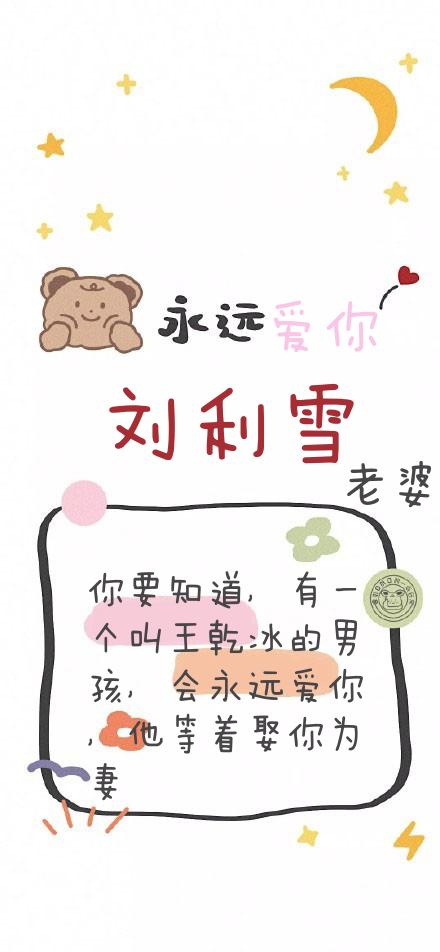 永远爱你
刘利雪
老婆
你要知道，有一
个叫王乾冰的男
孩，会永远爱你
，他等着娶你为
妻